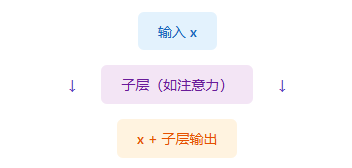 输入 x
↓ 子层（如注意力） ↓
x + 子层输出